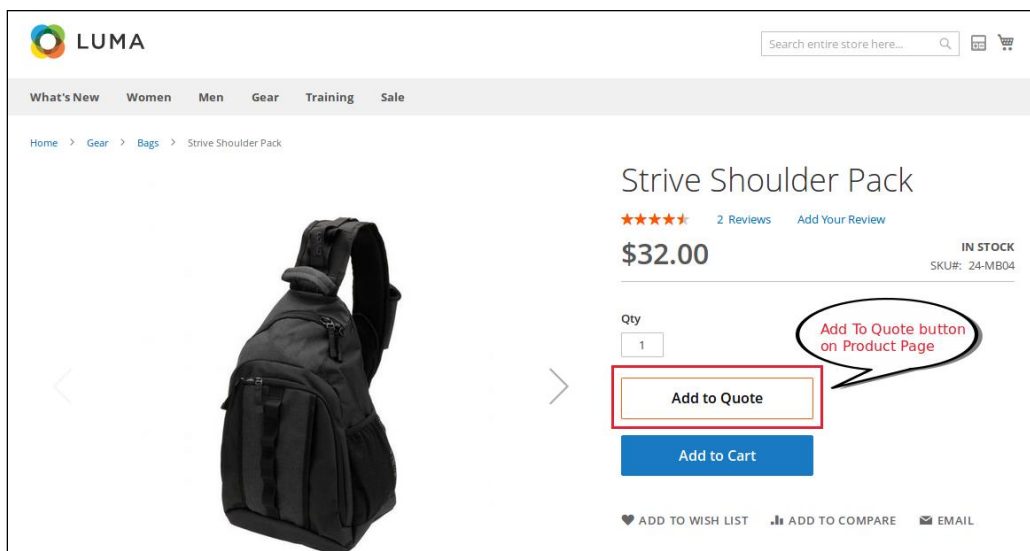 LUMA
Search entire store here...
What's New Women Men Gear Training Sale
Home > Gear > Bags > Strive Shoulder Pack
Strive Shoulder Pack
2 Reviews Add Your Review
$32.00
IN STOCK
SKU#: 24-MB04
Qty
1
Add To Quote button
on Product Page
Add to Quote
Add to Cart
ADD TO WISH LIST ADD TO COMPARE EMAIL